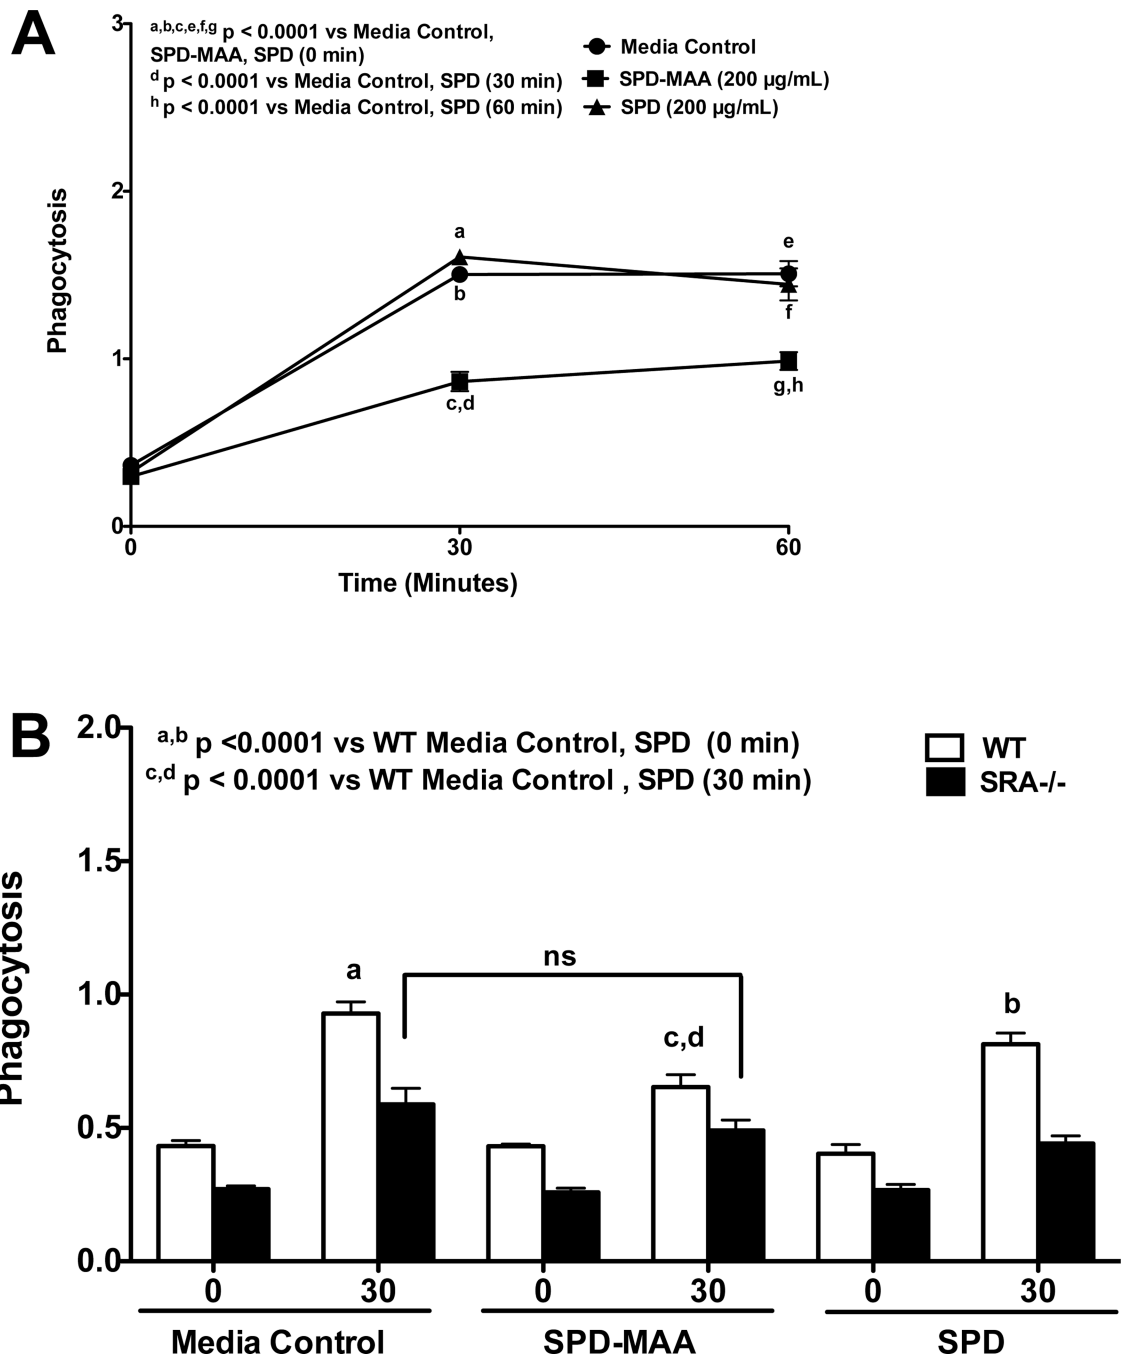 A
3
a,b,c,e,f,g p < 0.0001 vs Media Control,
SPD-MAA, SPD (0 min)
d p < 0.0001 vs Media Control, SPD (30 min)
h p < 0.0001 vs Media Control, SPD (60 min)
Media Control
SPD-MAA (200 µg/mL)
SPD (200 µg/mL)
2
1
0
Phagocytosis
a
b
c,d
e
f
g,h
0 30 60
Time (Minutes)
B
2.0
a,b p <0.0001 vs WT Media Control, SPD (0 min)
c,d p < 0.0001 vs WT Media Control , SPD (30 min)
WT
SRA-/-
1.5
1.0
0.5
0.0
Phagocytosis
a
ns
c,d
b
0 30 0 30 0 30
Media Control SPD-MAA SPD